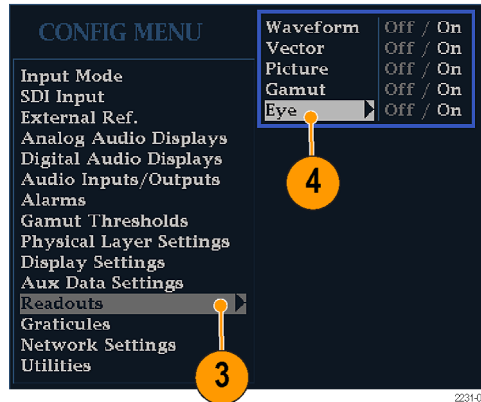 CONFIG MENU
Input Mode
SDI Input
External Ref.
Analog Audio Displays
Digital Audio Displays
Audio Inputs/Outputs
Alarms
Gamut Thresholds
Physical Layer Settings
Display Settings
Aux Data Settings
Readouts
Graticules
Network Settings
Utilities
3
Waveform Off / On
Vector Off / On
Picture Off / On
Gamut Off / On
Eye Off / On
4